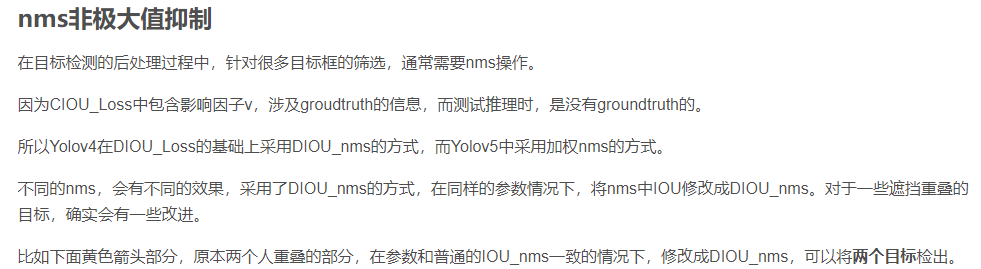 nms非极大值抑制
在目标检测的后处理过程中，针对很多目标框的筛选，通常需要nms操作。
因为CIOU_Loss中包含影响因子v，涉及groudtruth的信息，而测试推理时，是没有groundtruth的。
所以Yolov4在DIOU_Loss的基础上采用DIOU_nms的方式，而Yolov5中采用加权nms的方式。
不同的nms，会有不同的效果，采用了DIOU_nms的方式，在同样的参数情况下，将nms中IOU修改成DIOU_nms。对于一些遮挡重叠的
目标，确实会有一些改进。
比如下面黄色箭头部分，原本两个人重叠的部分，在参数和普通的IOU_nms一致的情况下，修改成DIOU_nms，可以将两个目标检出。